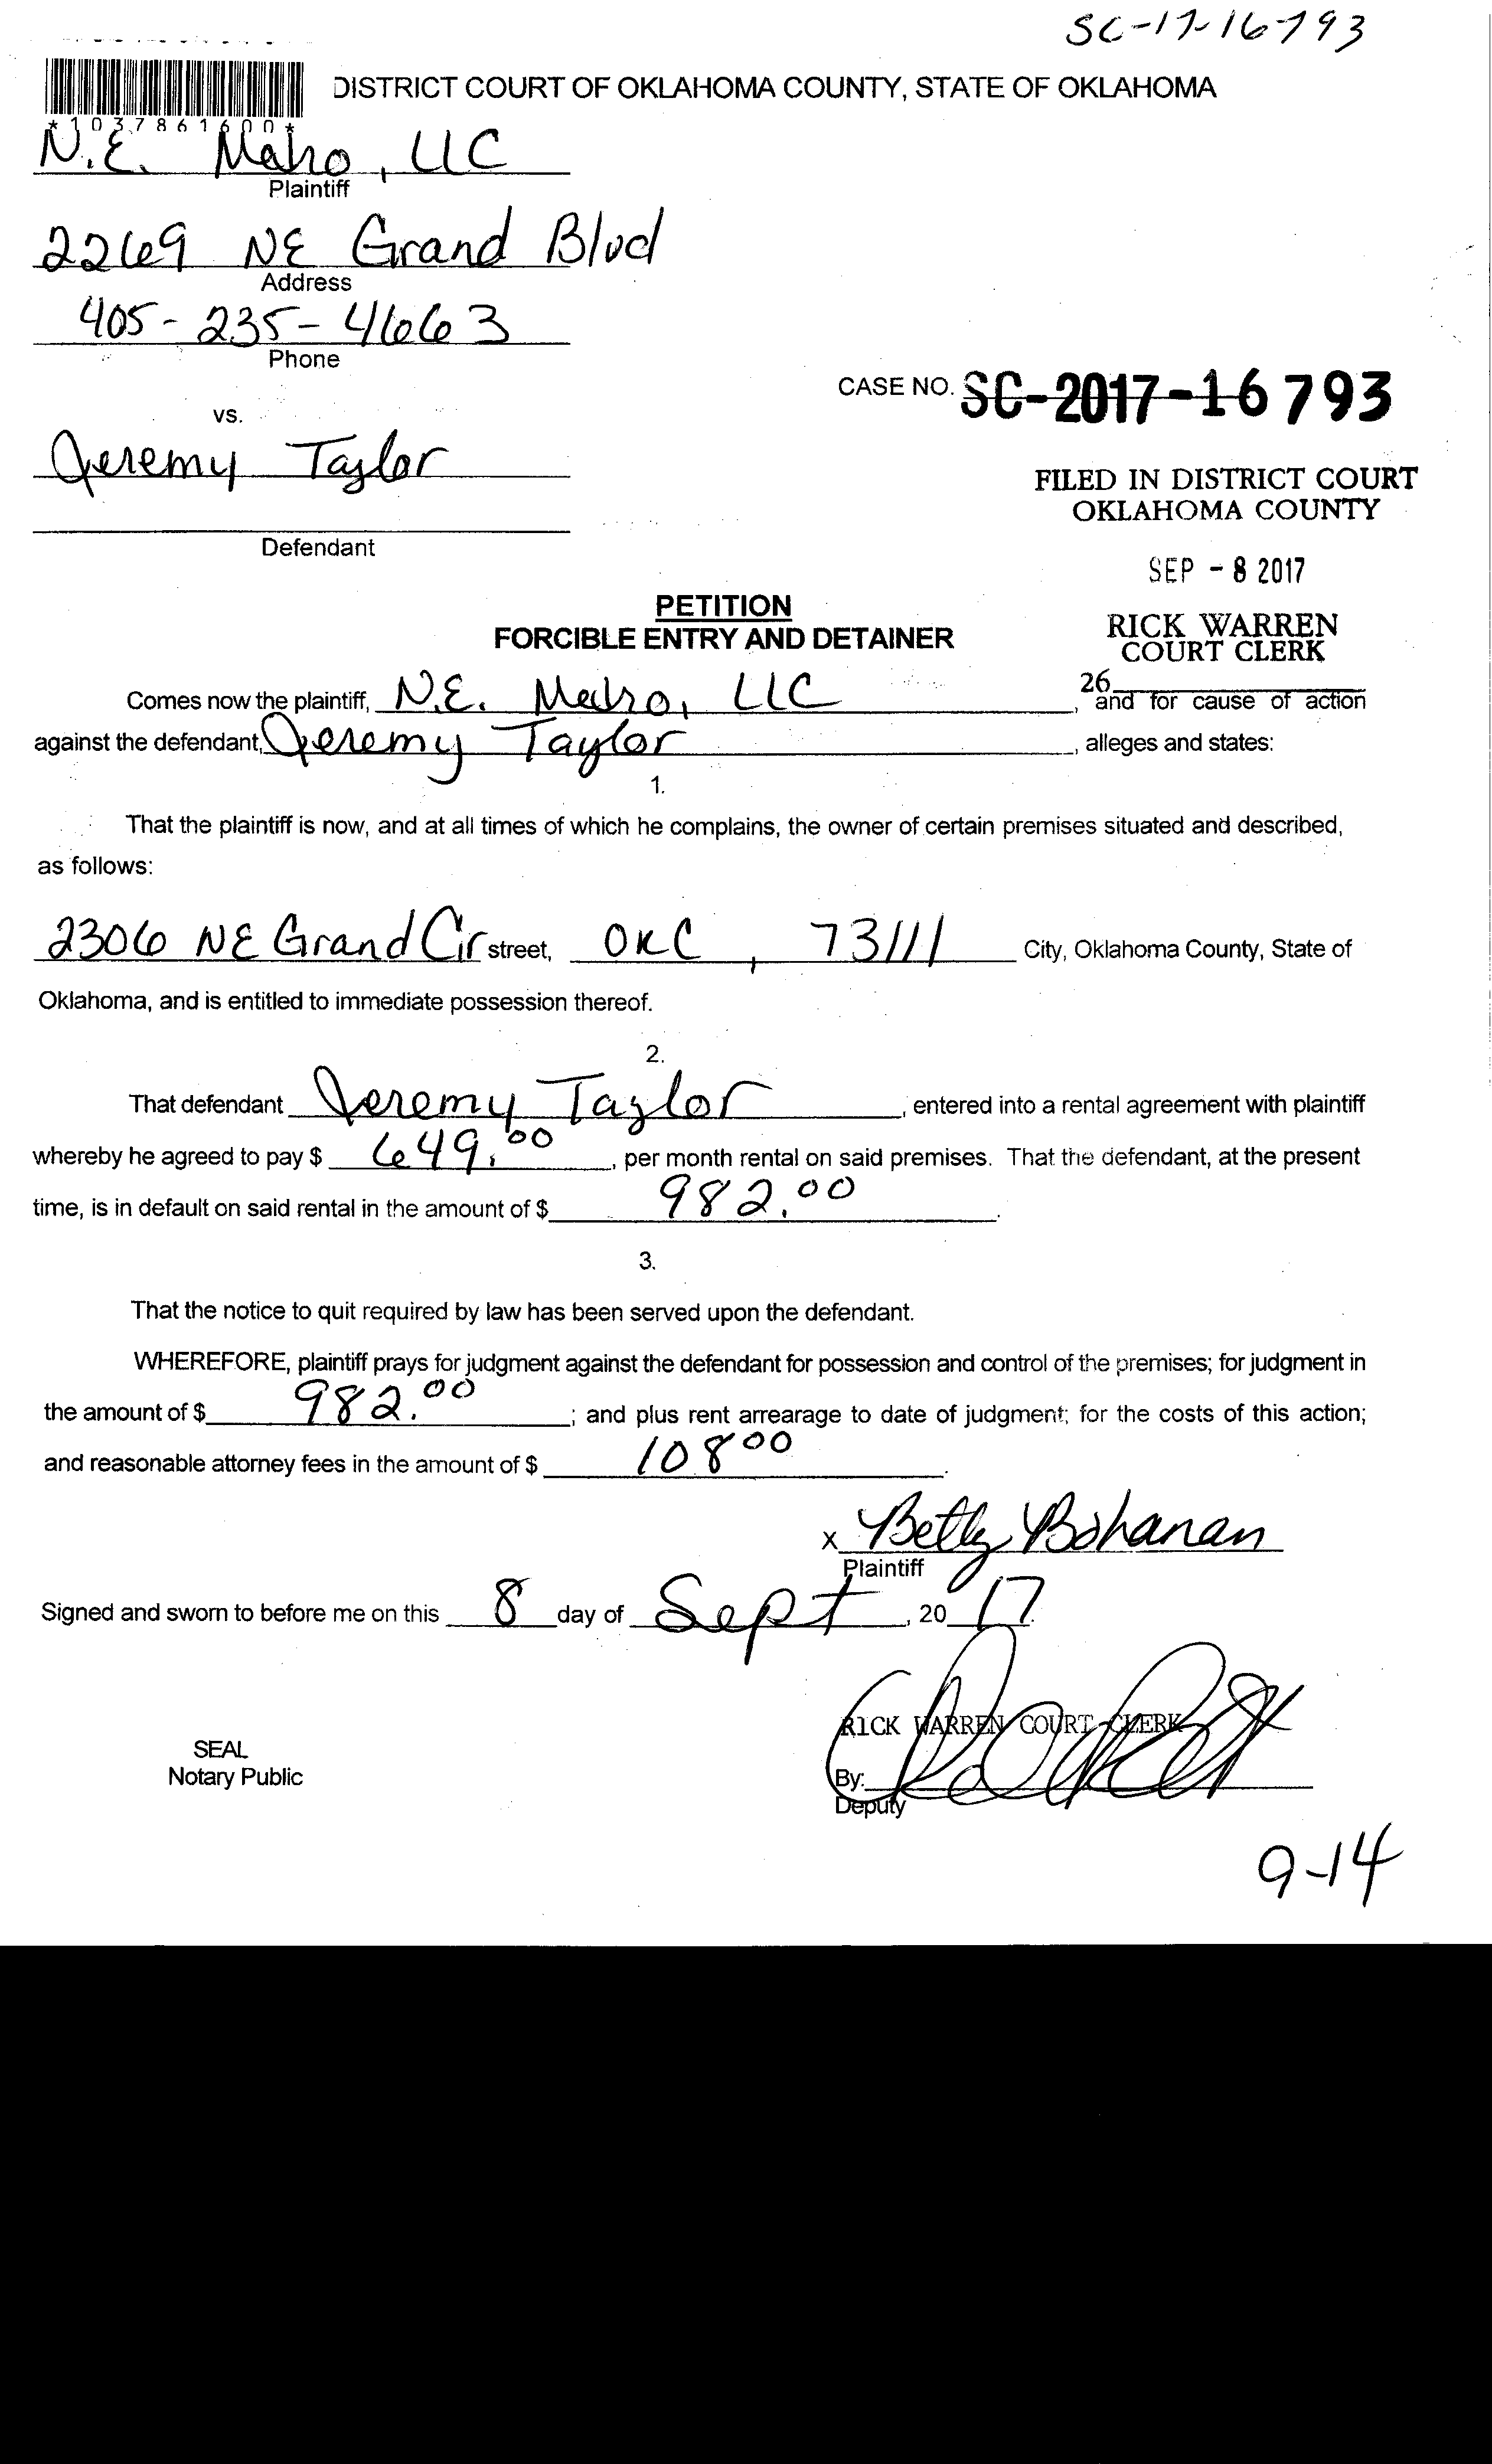 SC-17-16793
DISTRICT COURT OF OKLAHOMA COUNTY, STATE OF OKLAHOMA
*1037861600*
N.E. Metro, LLC
Plaintiff
2269 NE Grand Blvd
Address
405-235-4663
Phone
CASE NO. SC-2017-16793
vs.
Jeremy Taylor
FILED IN DISTRICT COURT
OKLAHOMA COUNTY
Defendant
SEP - 8 2017
PETITION
FORCIBLE ENTRY AND DETAINER
RICK WARREN
COURT CLERK
26
Comes now the plaintiff, N.E. Metro, LLC, and for cause of action
against the defendant, Jeremy Taylor, alleges and states:
1.
That the plaintiff is now, and at all times of which he complains, the owner of certain premises situated and described,
as follows:
2306 NE Grand Cir street, OKC, 73111 City, Oklahoma County, State of
Oklahoma, and is entitled to immediate possession thereof.
2.
That defendant Jeremy Taylor, entered into a rental agreement with plaintiff
whereby he agreed to pay $ 649.00, per month rental on said premises. That the defendant, at the present
time, is in default on said rental in the amount of $ 982.00.
3.
That the notice to quit required by law has been served upon the defendant.
WHEREFORE, plaintiff prays for judgment against the defendant for possession and control of the premises; for judgment in
the amount of $ 982.00; and plus rent arrearage to date of judgment; for the costs of this action;
and reasonable attorney fees in the amount of $ 108 00.
x Betty Bohanan
Plaintiff
Signed and sworn to before me on this 8 day of Sept, 20 17.
RICK WARREN COURT CLERK
SEAL
Notary Public
By:
Deputy
9-14